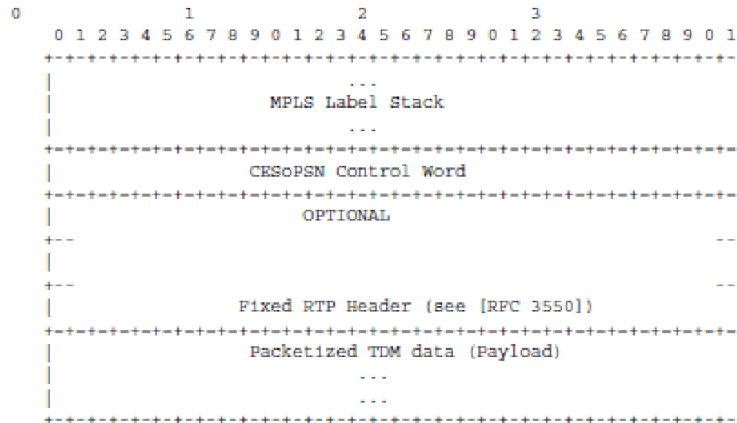 0 1 2 3
0 1 2 3 4 5 6 7 8 9 0 1 2 3 4 5 6 7 8 9 0 1 2 3 4 5 6 7 8 9 0 1
+-+-+-+-+-+-+-+-+-+-+-+-+-+-+-+-+-+-+-+-+-+-+-+-+-+-+-+-+-+-+-+-
| ...
| MPLS Label Stack
| ...
+-+-+-+-+-+-+-+-+-+-+-+-+-+-+-+-+-+-+-+-+-+-+-+-+-+-+-+-+-+-+-+-
| CESoPSN Control Word
+-+-+-+-+-+-+-+-+-+-+-+-+-+-+-+-+-+-+-+-+-+-+-+-+-+-+-+-+-+-+-+-
| OPTIONAL
+-- --
|
+-- --
| Fixed RTP Header (see [RFC 3550])
+-+-+-+-+-+-+-+-+-+-+-+-+-+-+-+-+-+-+-+-+-+-+-+-+-+-+-+-+-+-+-+-
| Packetized TDM data (Payload)
| ...
| ...
+-+-+-+-+-+-+-+-+-+-+-+-+-+-+-+-+-+-+-+-+-+-+-+-+-+-+-+-+-+-+-+-